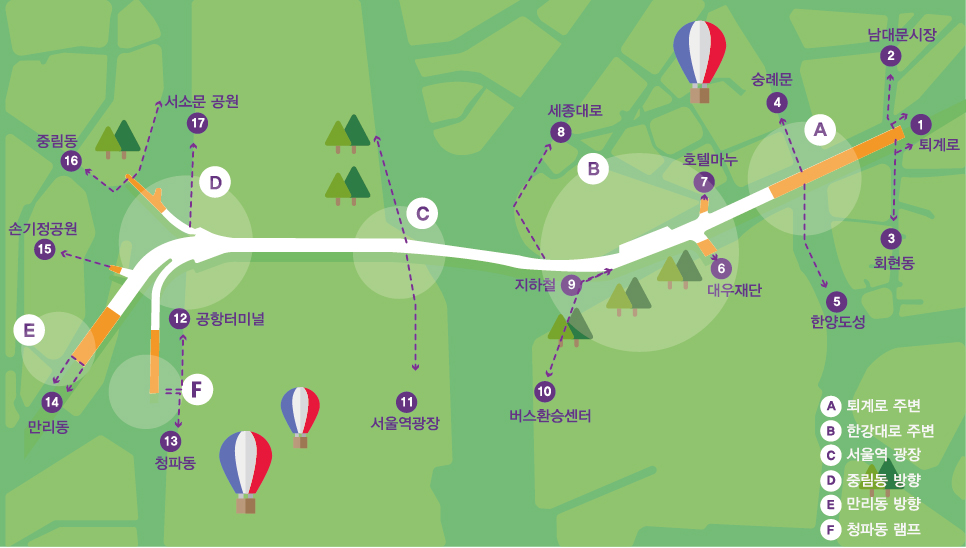 남대문시장
2
숭례문
4
A
1
퇴계로
세종대로
8
B
호텔마누
7
서소문 공원
17
중림동
16
D
C
손기정공원
15
3
회현동
6
대우재단
지하철 9
5
한양도성
E
12 공항터미널
F
14
만리동
13
청파동
11
서울역광장
10
버스환승센터
A 퇴계로 주변
B 한강대로 주변
C 서울역 광장
D 중림동 방향
E 만리동 방향
F 청파동 램프